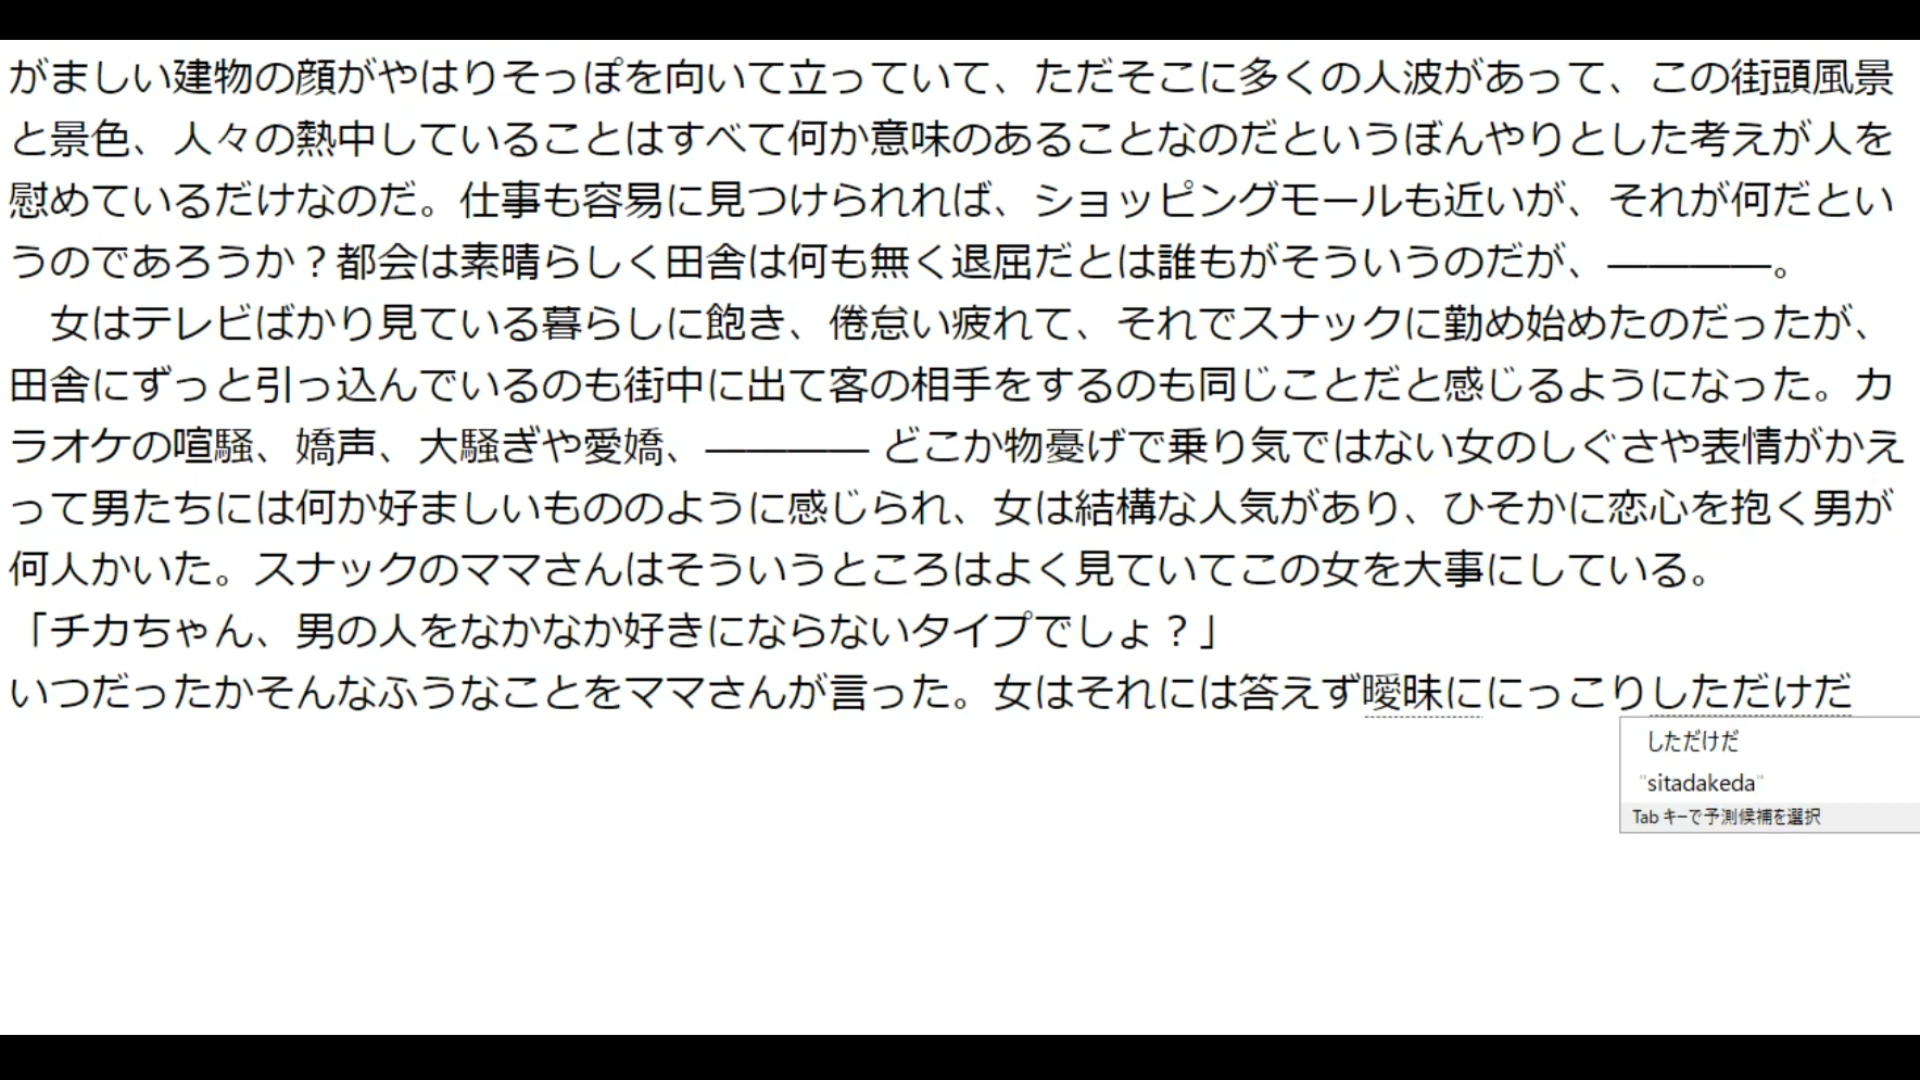 がましい建物の顔がやはりそっぽを向いて立っていて、ただそこに多くの人波があって、この街頭風景
と景色、人々の熱中していることはすべて何か意味のあることなのだというぼんやりとした考えが人を
慰めているだけなのだ。仕事も容易に見つけられれば、ショッピングモールも近いが、それが何だとい
うのであろうか？都会は素晴らしく田舎は何も無く退屈だとは誰もがそういうのだが、――――。
　女はテレビばかり見ている暮らしに飽き、倦怠い疲れて、それでスナックに勤め始めたのだったが、
田舎にずっと引っ込んでいるのも街中に出て客の相手をするのも同じことだと感じるようになった。カ
ラオケの喧騒、嬌声、大騒ぎや愛嬌、―――― どこか物憂げで乗り気ではない女のしぐさや表情がかえ
って男たちには何か好ましいもののように感じられ、女は結構な人気があり、ひそかに恋心を抱く男が
何人かいた。スナックのママさんはそういうところはよく見ていてこの女を大事にしている。
「チカちゃん、男の人をなかなか好きにならないタイプでしょ？」
いつだったかそんなふうなことをママさんが言った。女はそれには答えず曖昧ににっこりしただけだ
しただけだ
"sitadakeda"
Tab キーで予測候補を選択